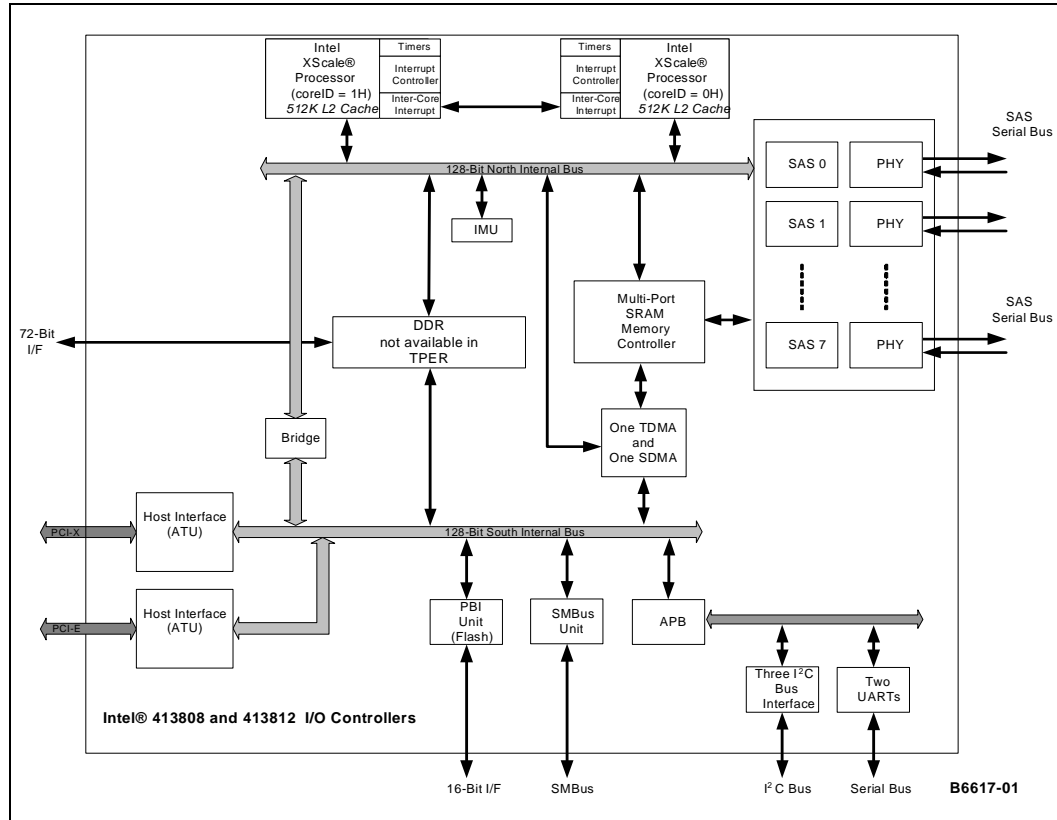 Intel
XScale®
Processor
(coreID = 1H)
512K L2 Cache
Timers
Interrupt
Controller
Inter-Core
Interrupt
Timers
Interrupt
Controller
Inter-Core
Interrupt
Intel
XScale®
Processor
(coreID = 0H)
512K L2 Cache
SAS
Serial Bus
128-Bit North Internal Bus
SAS 0
PHY
SAS 1
PHY
IMU
Multi-Port
SRAM
Memory
Controller
SAS
Serial Bus
72-Bit
I/F
DDR
not available in
TPER
SAS 7
PHY
Bridge
One TDMA
and
One SDMA
PCI-X
Host Interface
(ATU)
128-Bit South Internal Bus
PCI-E
Host Interface
(ATU)
PBI
Unit
(Flash)
SMBus
Unit
APB
Three I²C
Bus
Interface
Two
UARTs
Intel® 413808 and 413812 I/O Controllers
16-Bit I/F
SMBus
I² C Bus
Serial Bus
B6617-01